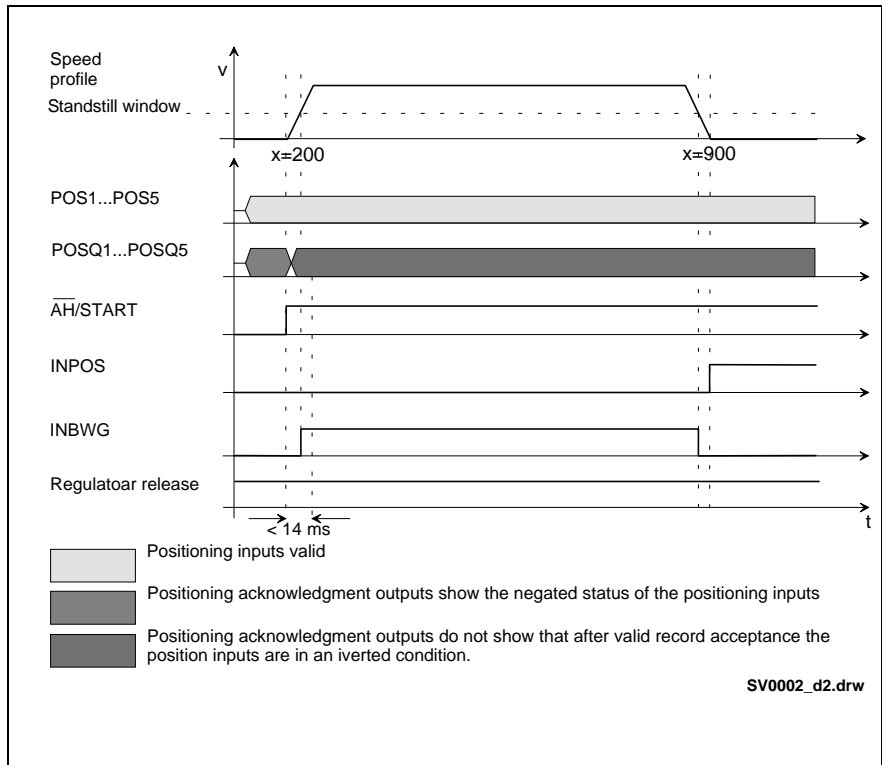 Speed
profile
v
Standstill window
x=200
x=900
POS1...POS5
POSQ1...POSQ5
AH/START
INPOS
INBWG
Regulatoar release
t
< 14 ms
Positioning inputs valid
Positioning acknowledgment outputs show the negated status of the positioning inputs
Positioning acknowledgment outputs do not show that after valid record acceptance the
position inputs are in an iverted condition.
SV0002_d2.drw